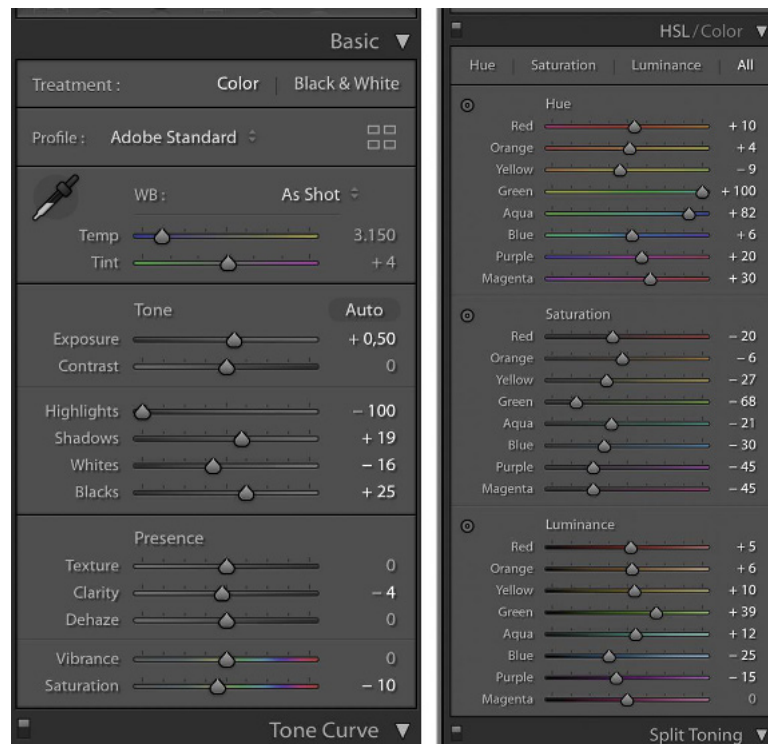 Basic
Treatment : Color Black & White
Profile : Adobe Standard
WB : As Shot
Temp 3.150
Tint + 4
Tone Auto
Exposure + 0,50
Contrast 0
Highlights – 100
Shadows + 19
Whites – 16
Blacks + 25
Presence
Texture 0
Clarity – 4
Dehaze 0
Vibrance 0
Saturation – 10
Tone Curve
HSL / Color
Hue Saturation Luminance All
Hue
Red + 10
Orange + 4
Yellow – 9
Green + 100
Aqua + 82
Blue + 6
Purple + 20
Magenta + 30
Saturation
Red – 20
Orange – 6
Yellow – 27
Green – 68
Aqua – 21
Blue – 30
Purple – 45
Magenta – 45
Luminance
Red + 5
Orange + 6
Yellow + 10
Green + 39
Aqua + 12
Blue – 25
Purple – 15
Magenta 0
Split Toning